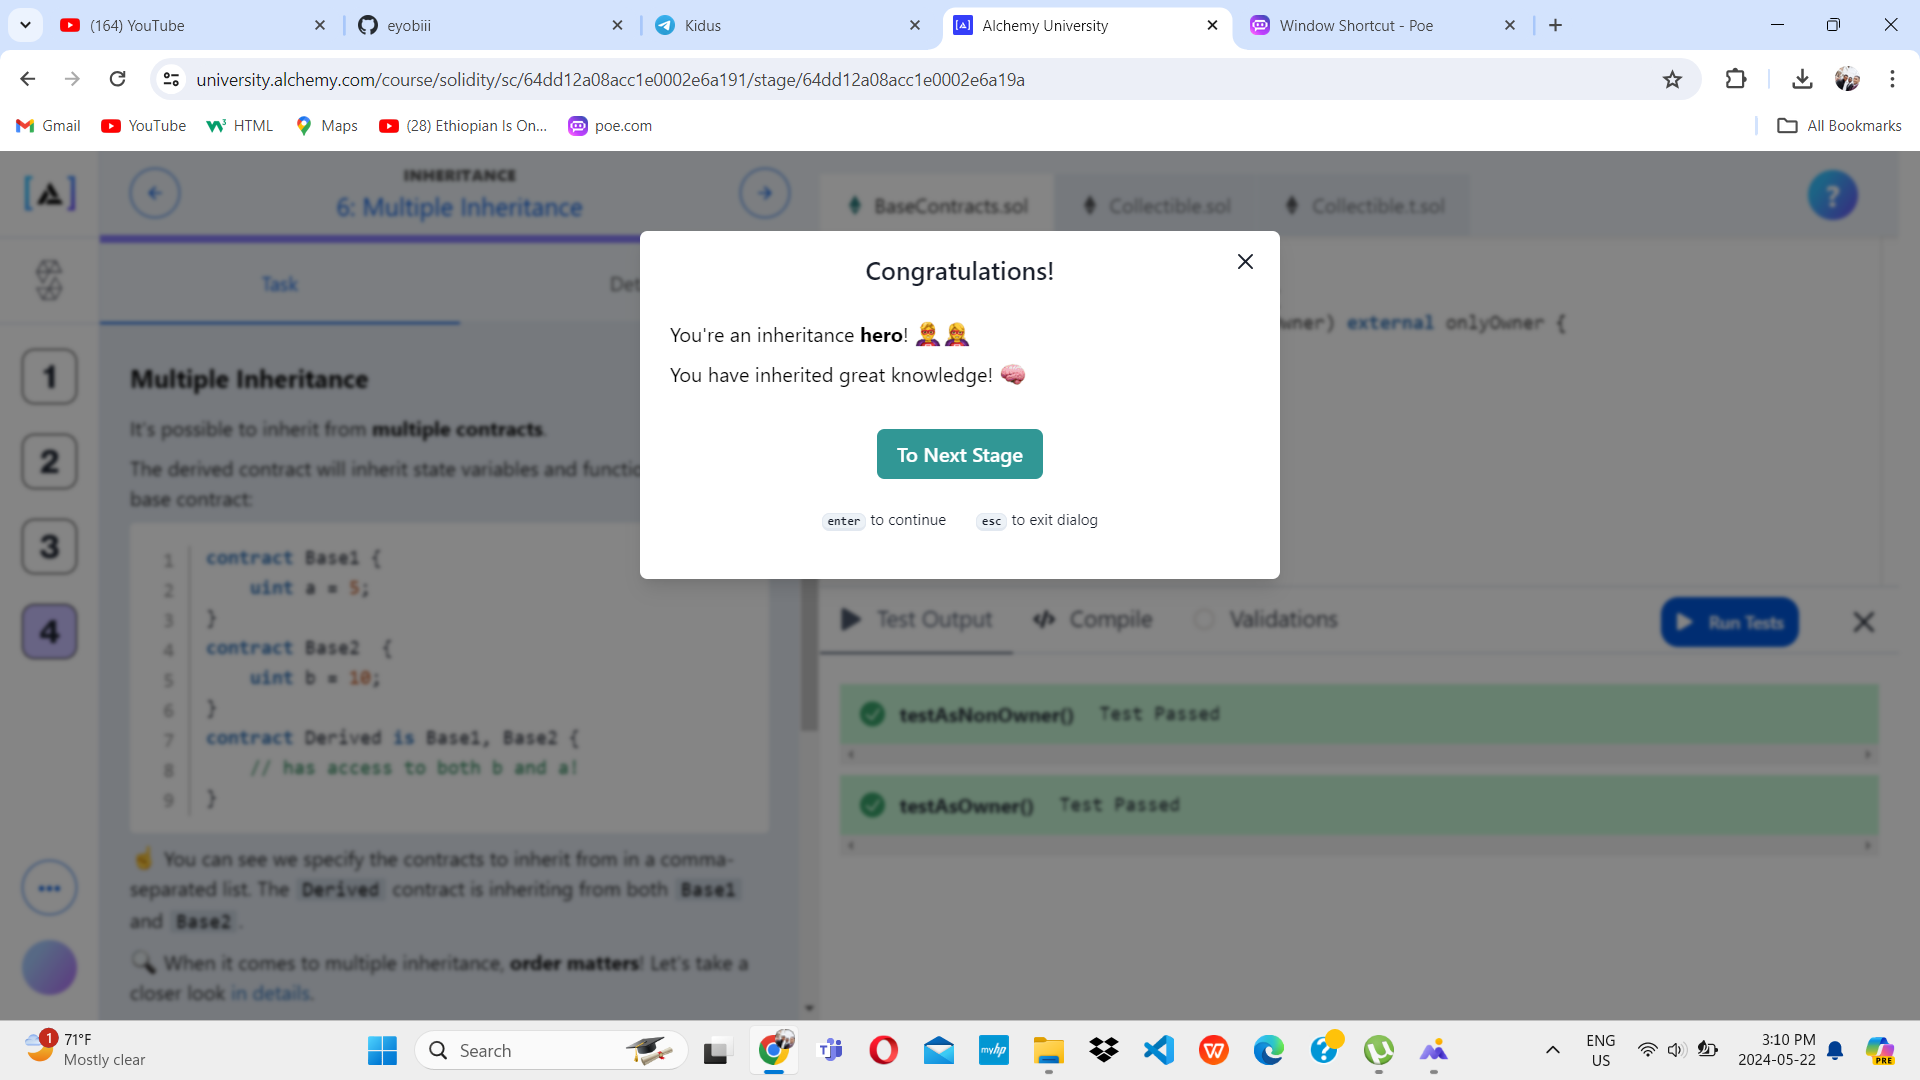 (164) YouTube
eyobiii
Kidus
Alchemy University
Window Shortcut - Poe
university.alchemy.com/course/solidity/sc/64dd12a08acc1e0002e6a191/stage/64dd12a08acc1e0002e6a19a
Gmail
YouTube
HTML
Maps
(28) Ethiopian Is On...
poe.com
All Bookmarks
INHERITANCE
6: Multiple Inheritance
BaseContracts.sol
Collectible.sol
Collectible.t.sol
?
Task
Det
wner) external onlyOwner {
Congratulations!
You're an inheritance hero!
You have inherited great knowledge!
To Next Stage
enter to continue
esc to exit dialog
1
2
3
4
Multiple Inheritance
It's possible to inherit from multiple contracts.
The derived contract will inherit state variables and functio
base contract:
1 contract Base1 {
2 uint a = 5;
3 }
4 contract Base2 {
5 uint b = 10;
6 }
7 contract Derived is Base1, Base2 {
8 // has access to both b and a!
9 }
You can see we specify the contracts to inherit from in a comma-
separated list. The Derived contract is inheriting from both Base1
and Base2.
When it comes to multiple inheritance, order matters! Let's take a
closer look in details.
Test Output
Compile
Validations
Run Tests
testAsNonOwner() Test Passed
testAsOwner() Test Passed
1
71°F
Mostly clear
Search
myhp
ENG
US
3:10 PM
2024-05-22
PRE